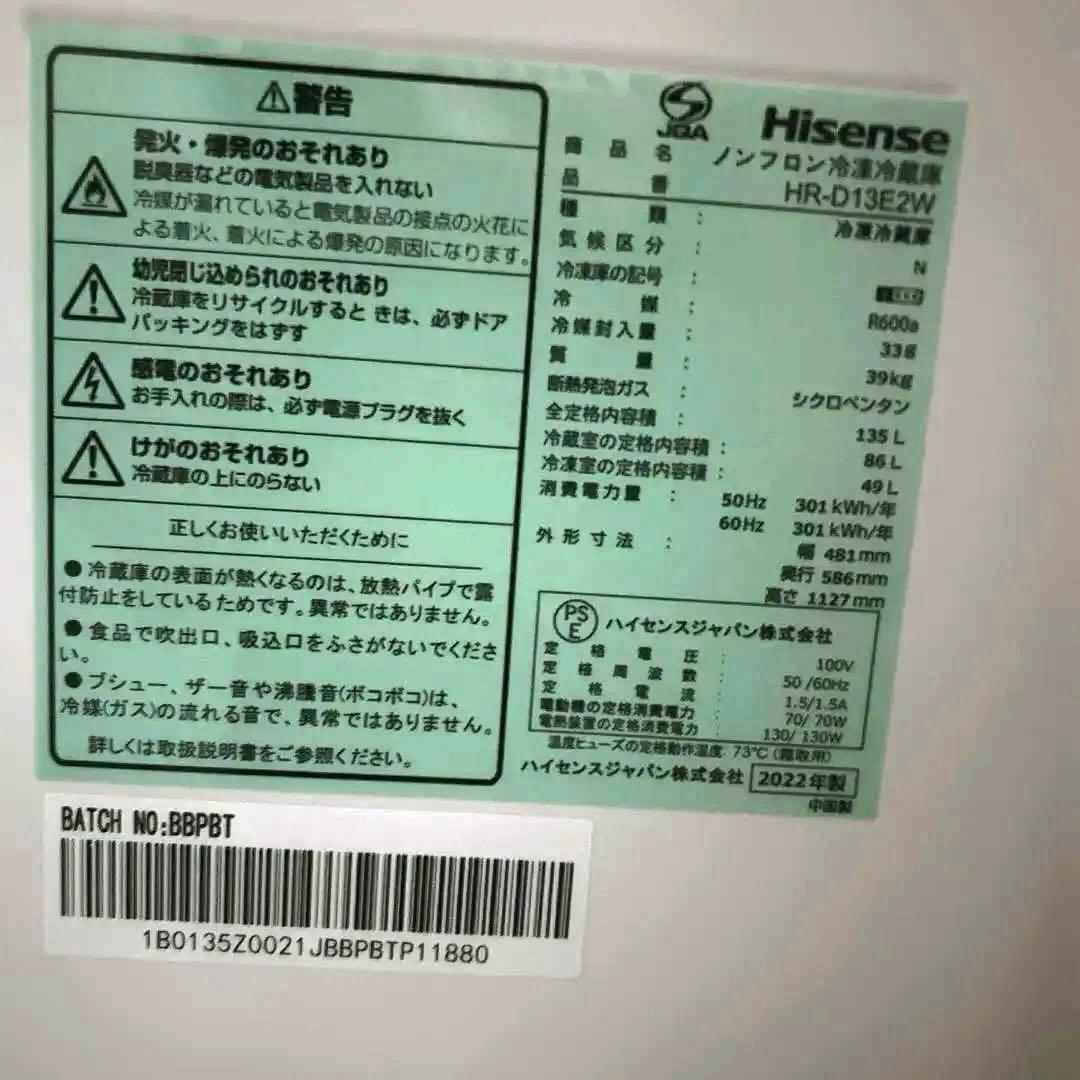 警告
発火・爆発のおそれあり
脱臭器などの電気製品を入れない
冷媒が漏れていると電気製品の接点の火花に
よる着火、着火による爆発の原因になります。
幼児閉じ込められのおそれあり
冷蔵庫をリサイクルするときは、必ずドア
パッキングをはずす
感電のおそれあり
お手入れの際は、必ず電源プラグを抜く
けがのおそれあり
冷蔵庫の上にのらない
正しくお使いいただくために
●冷蔵庫の表面が熱くなるのは、放熱パイプで露
付防止をしているためです。異常ではありません。
●食品で吹出口、吸込口をふさがないでくださ
い。
●ブシュー、ザー音や沸騰音(ボコボコ)は、
冷媒(ガス)の流れる音で、異常ではありません。
詳しくは取扱説明書をご参照ください。
JQA
Hisense
商品名 ノンフロン冷凍冷蔵庫
品番 HR-D13E2W
種類 : 冷凍冷蔵庫
気候区分 : N
冷凍庫の記号 :
冷媒 : R600a
冷媒封入量 : 33g
質量 : 39kg
断熱発泡ガス : シクロペンタン
全定格内容積 : 135 L
冷蔵室の定格内容積 : 86 L
冷凍室の定格内容積 : 49 L
消費電力量 : 50Hz 301 kWh/年
60Hz 301 kWh/年
外形寸法 : 幅 481mm
奥行 586mm
高さ 1127mm
PS
E
ハイセンスジャパン株式会社
定格電圧 : 100V
定格周波数 : 50/60Hz
定格電流 : 1.5/1.5A
電動機の定格消費電力 : 70/70W
電熱装置の定格消費電力 : 130/130W
温度ヒューズの定格動作温度 73℃(霜取用)
ハイセンスジャパン株式会社 2022年製
中国製
BATCH NO:BBPBT
1B0135Z0021JBBPBTP11880